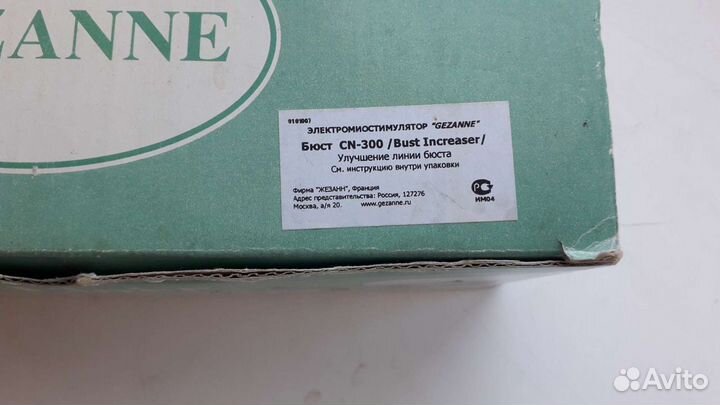 ZANNE
0101007
ЭЛЕКТРОМИОСТИМУЛЯТОР "GEZANNE"
Бюст CN-300 /Bust Increaser/
Улучшение линии бюста
См. инструкцию внутри упаковки
Фирма "ЖЕЗАНН", Франция
Адрес представительства: Россия, 127276
Москва, а/я 20. www.gezanne.ru
ИМ04
Avito